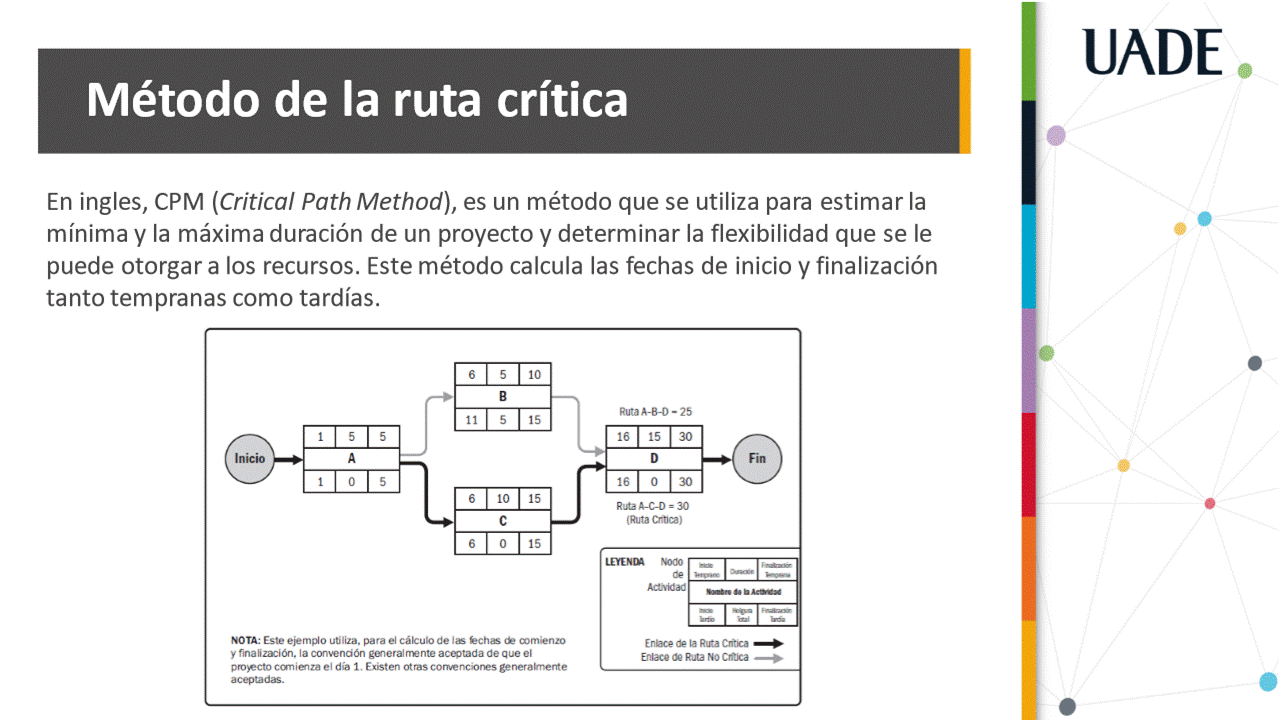 UADE
Método de la ruta crítica
En ingles, CPM (Critical Path Method), es un método que se utiliza para estimar la
mínima y la máxima duración de un proyecto y determinar la flexibilidad que se le
puede otorgar a los recursos. Este método calcula las fechas de inicio y finalización
tanto tempranas como tardías.
6 5 10
B
11 5 15
Ruta A-B-D = 25
1 5 5
A
1 0 5
16 15 30
D
16 0 30
Inicio
Fin
6 10 15
C
6 0 15
Ruta A-C-D = 30
(Ruta Crítica)
LEYENDA
Nodo
de
Actividad
Inicio
Temprano
Duración
Finalización
Temprana
Nombre de la Actividad
Inicio
Tardío
Holgura
Total
Finalización
Tardía
Enlace de la Ruta Crítica
Enlace de Ruta No Crítica
NOTA: Este ejemplo utiliza, para el cálculo de las fechas de comienzo
y finalización, la convención generalmente aceptada de que el
proyecto comienza el día 1. Existen otras convenciones generalmente
aceptadas.